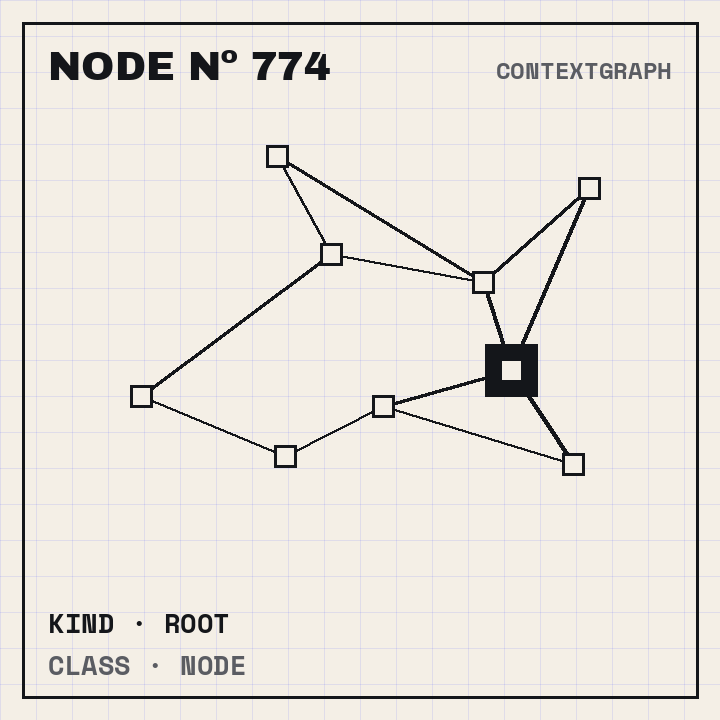 NODE Nº 774
CONTEXTGRAPH
KIND · ROOT
CLASS · NODE